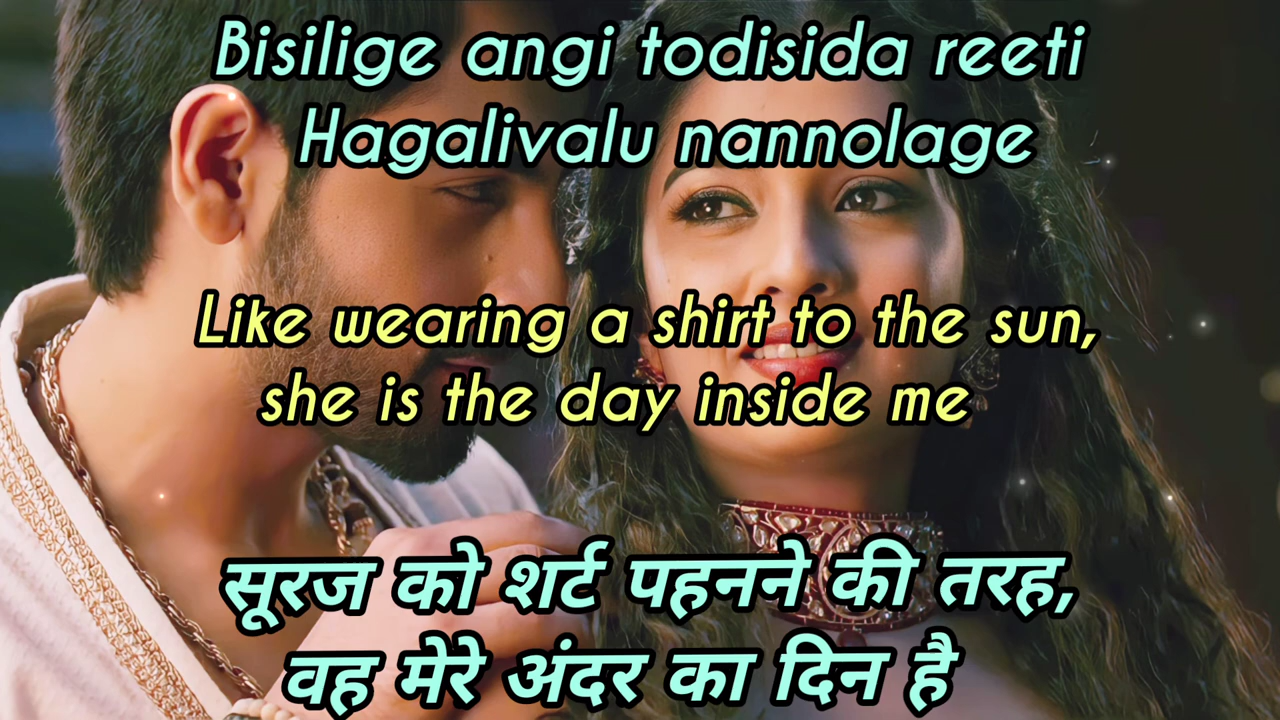 Bisilige angi todisida reeti
Hagalivalu nannolage
Like wearing a shirt to the sun,
she is the day inside me
सूरज को शर्ट पहनने की तरह,
वह मेरे अंदर का दिन है